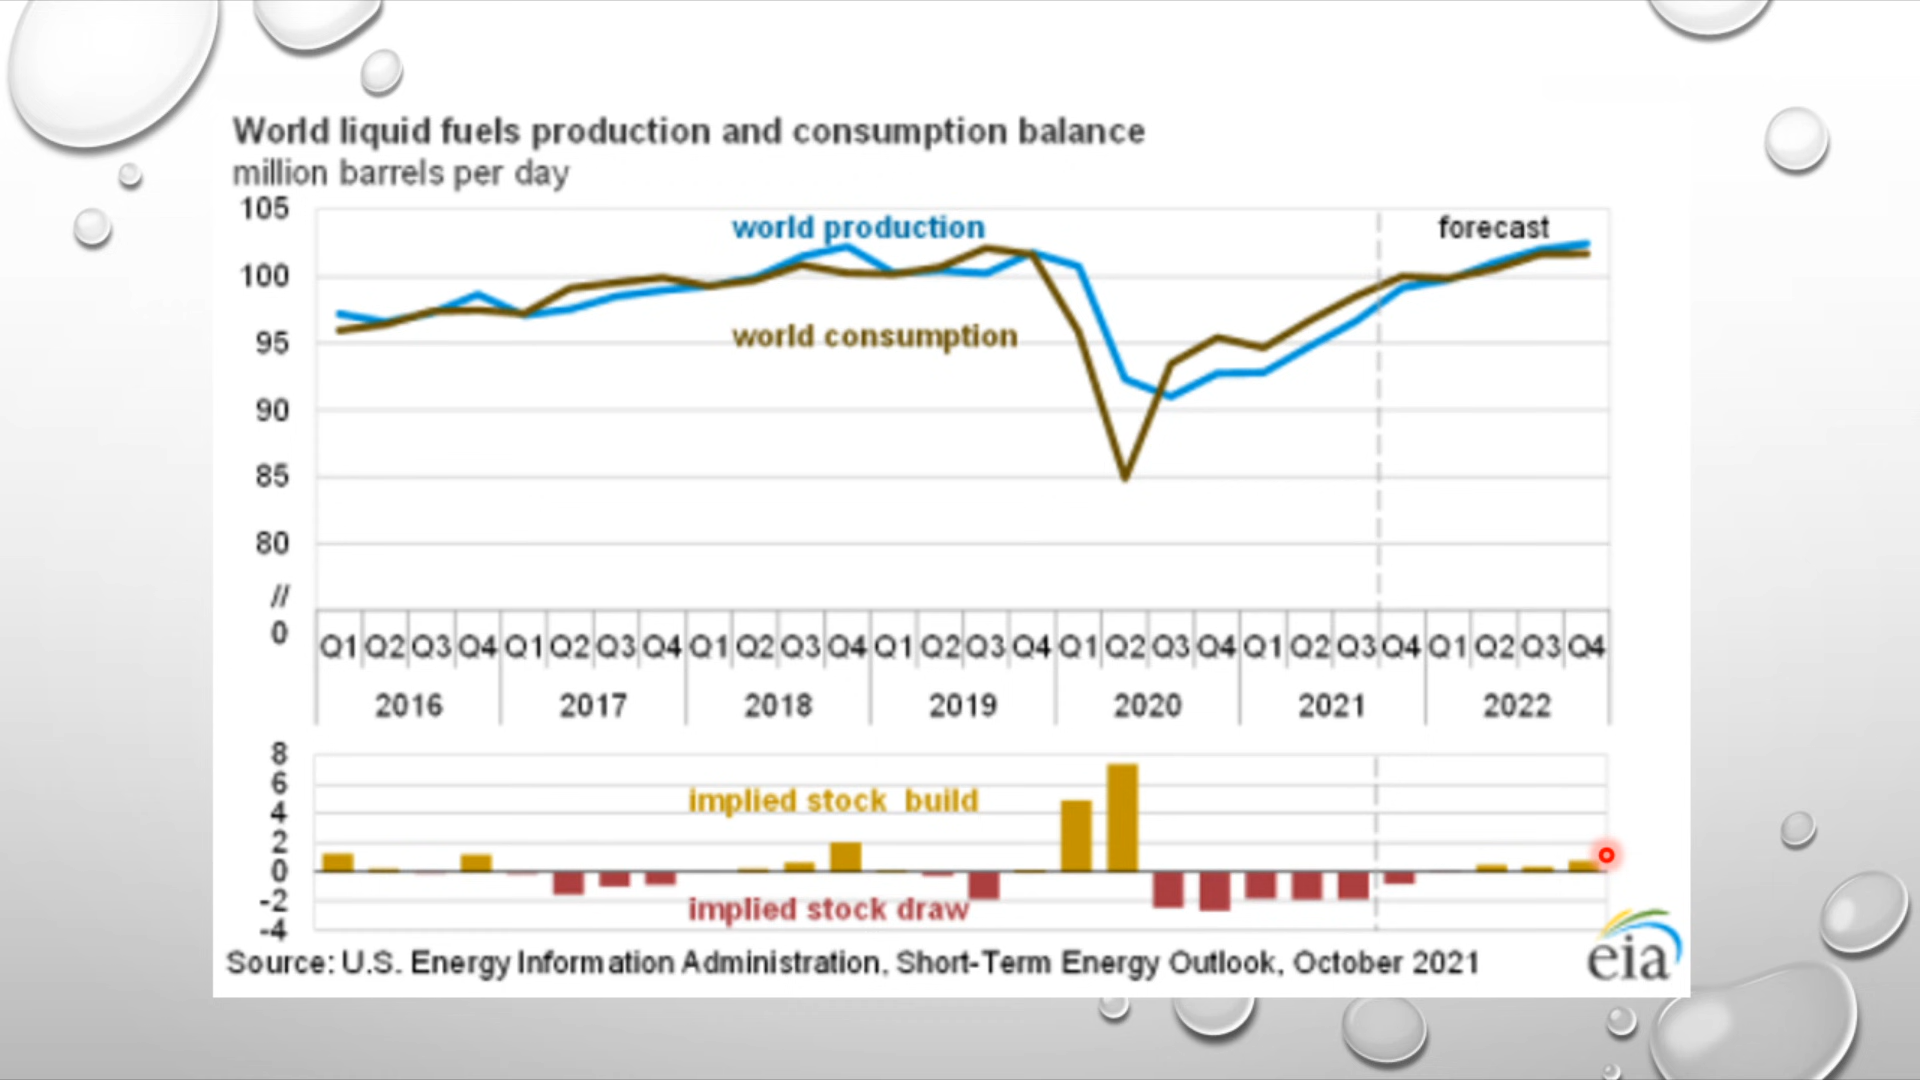 World liquid fuels production and consumption balance
million barrels per day
105
world production
forecast
100
95
world consumption
90
85
80
//
0
Q1 Q2 Q3 Q4 Q1 Q2 Q3 Q4 Q1 Q2 Q3 Q4 Q1 Q2 Q3 Q4 Q1 Q2 Q3 Q4 Q1 Q2 Q3 Q4 Q1 Q2 Q3 Q4
2016 2017 2018 2019 2020 2021 2022
8
6
implied stock build
4
2
0
-2
implied stock draw
-4
Source: U.S. Energy Information Administration, Short-Term Energy Outlook, October 2021
eia